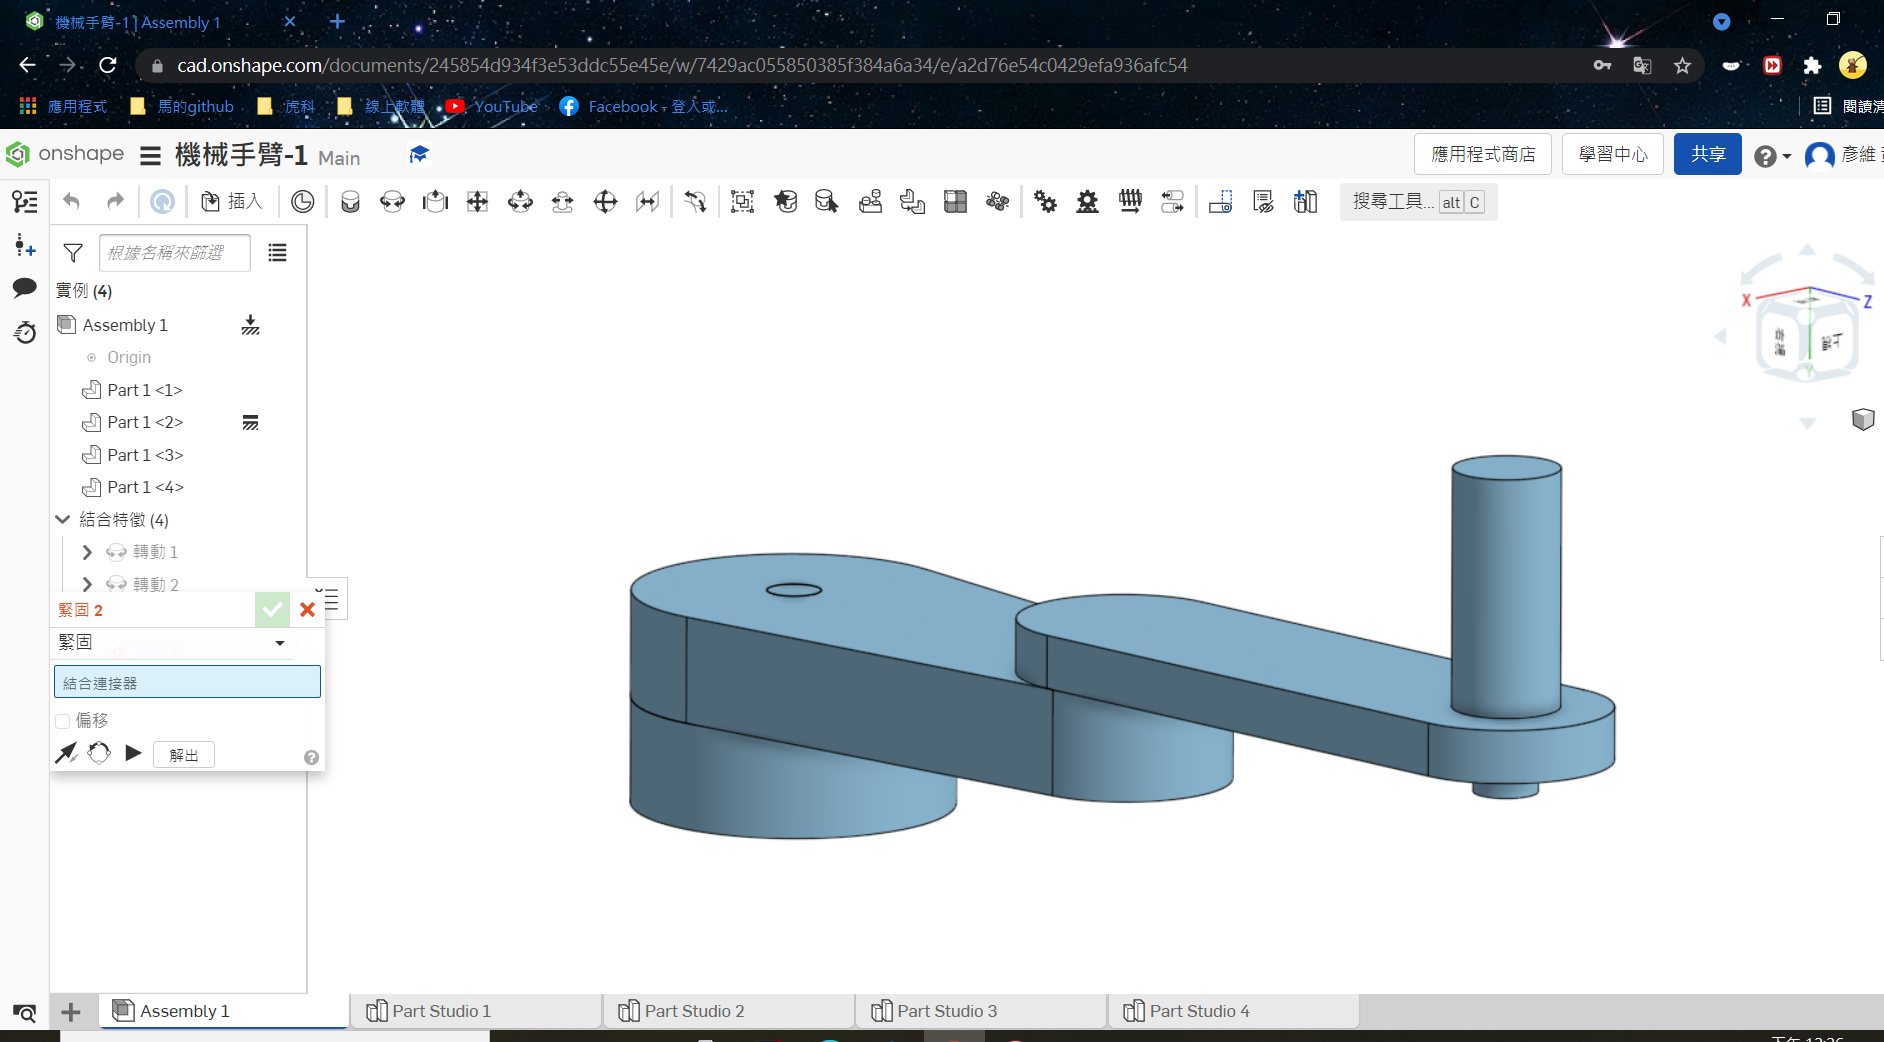 機械手臂-1 | Assembly 1
cad.onshape.com/documents/245854d934f3e53ddc55e45e/w/7429ac055850385f384a6a34/e/a2d76e54c0429efa936afc54
應用程式 馬的github 虎科 線上軟體 YouTube Facebook - 登入或... 閱讀清
onshape 機械手臂-1 Main 應用程式商店 學習中心 共享 彥維
插入 搜尋工具... alt C
根據名稱來篩選
實例 (4)
Assembly 1
Origin
Part 1 <1>
Part 1 <2>
Part 1 <3>
Part 1 <4>
結合特徵 (4)
轉動 1
轉動 2
緊固 2
緊固
結合連接器
偏移
解出
X Z
Y
Assembly 1 Part Studio 1 Part Studio 2 Part Studio 3 Part Studio 4